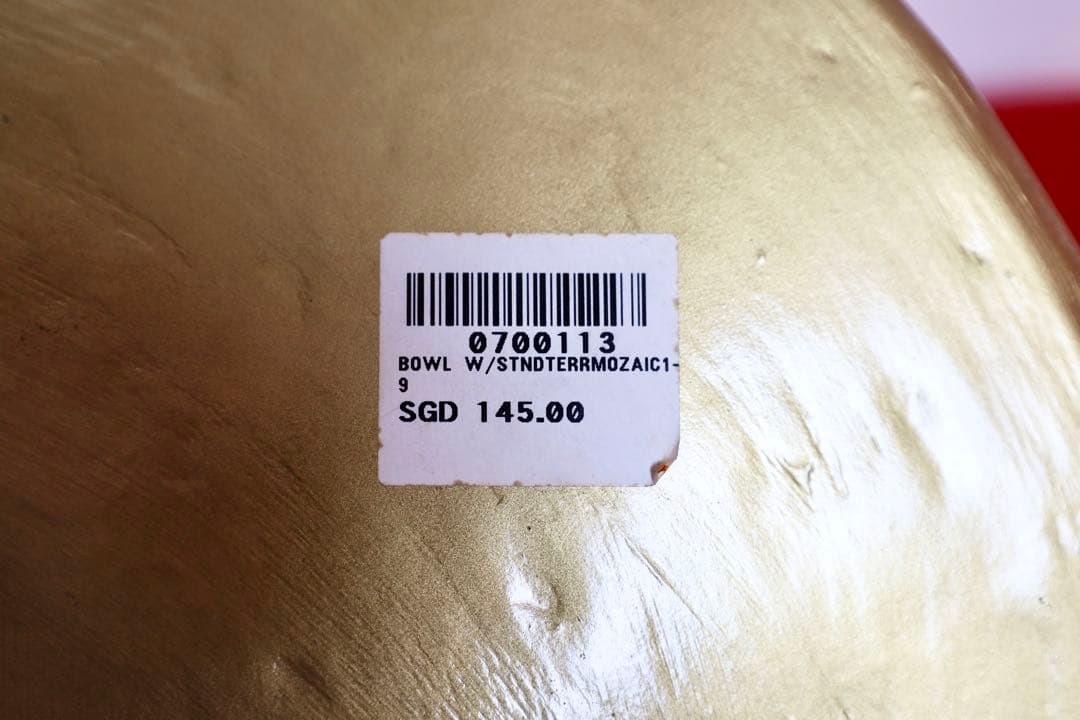 0700113
BOWL W/STNDTERRMOZAIC1-
9
SGD 145.00